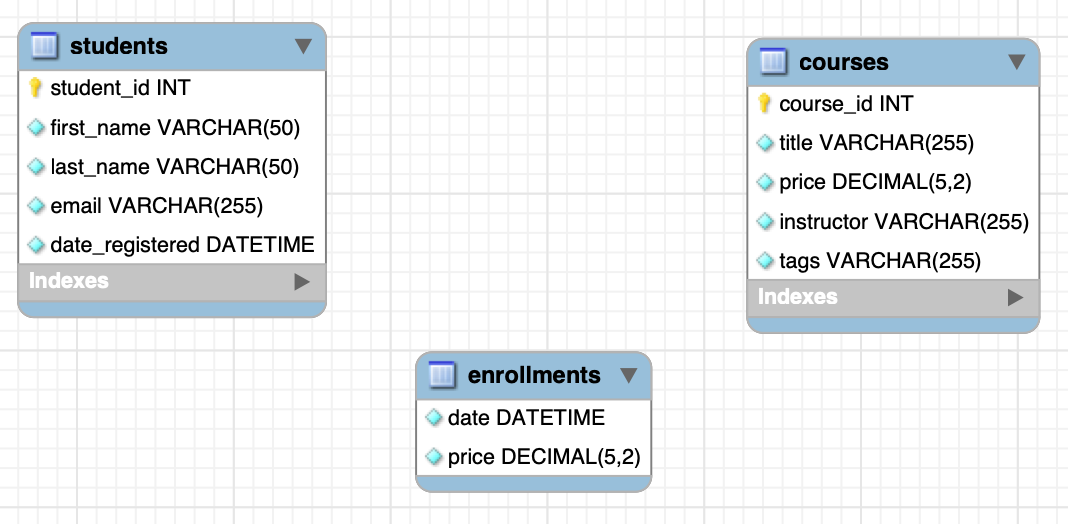 students
student_id INT
first_name VARCHAR(50)
last_name VARCHAR(50)
email VARCHAR(255)
date_registered DATETIME
Indexes
courses
course_id INT
title VARCHAR(255)
price DECIMAL(5,2)
instructor VARCHAR(255)
tags VARCHAR(255)
Indexes
enrollments
date DATETIME
price DECIMAL(5,2)